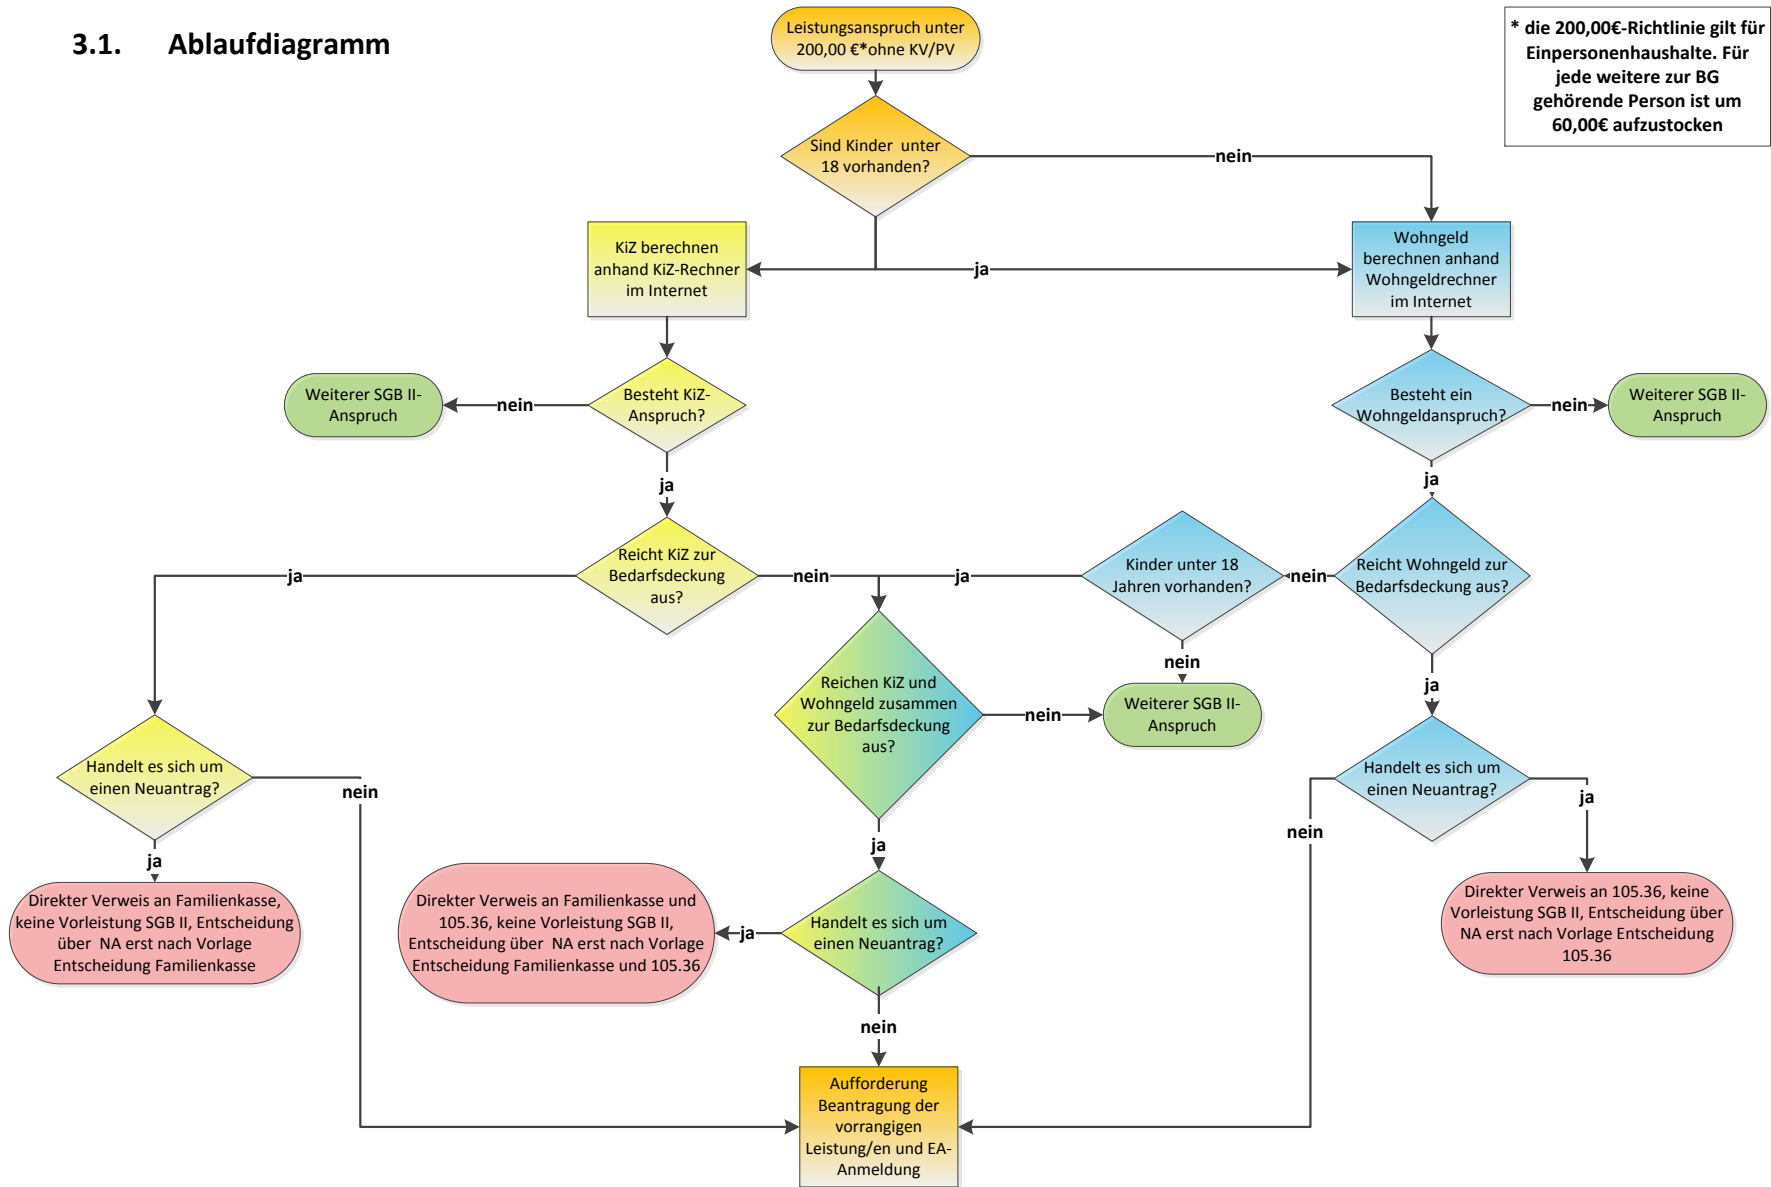 3.1. Ablaufdiagramm
Leistungsanspruch unter
200,00 €*ohne KV/PV
* die 200,00€-Richtlinie gilt für
Einpersonenhaushalte. Für
jede weitere zur BG
gehörende Person ist um
60,00€ aufzustocken
Sind Kinder unter
18 vorhanden?
nein
ja
KiZ berechnen
anhand KiZ-Rechner
im Internet
Wohngeld
berechnen anhand
Wohngeldrechner
im Internet
Weiterer SGB II-
Anspruch
nein
Besteht KiZ-
Anspruch?
Besteht ein
Wohngeldanspruch?
nein
Weiterer SGB II-
Anspruch
ja
ja
ja
Reicht KiZ zur
Bedarfsdeckung
aus?
nein
ja
Kinder unter 18
Jahren vorhanden?
nein
Reicht Wohngeld zur
Bedarfsdeckung aus?
nein
ja
Reichen KiZ und
Wohngeld zusammen
zur Bedarfsdeckung
aus?
nein
Weiterer SGB II-
Anspruch
Handelt es sich um
einen Neuantrag?
nein
Handelt es sich um
einen Neuantrag?
ja
nein
ja
ja
Direkter Verweis an Familienkasse,
keine Vorleistung SGB II, Entscheidung
über NA erst nach Vorlage
Entscheidung Familienkasse
Direkter Verweis an Familienkasse und
105.36, keine Vorleistung SGB II,
Entscheidung über NA erst nach Vorlage
Entscheidung Familienkasse und 105.36
ja
Handelt es sich um
einen Neuantrag?
Direkter Verweis an 105.36, keine
Vorleistung SGB II, Entscheidung über
NA erst nach Vorlage Entscheidung
105.36
nein
Aufforderung
Beantragung der
vorrangigen
Leistung/en und EA-
Anmeldung